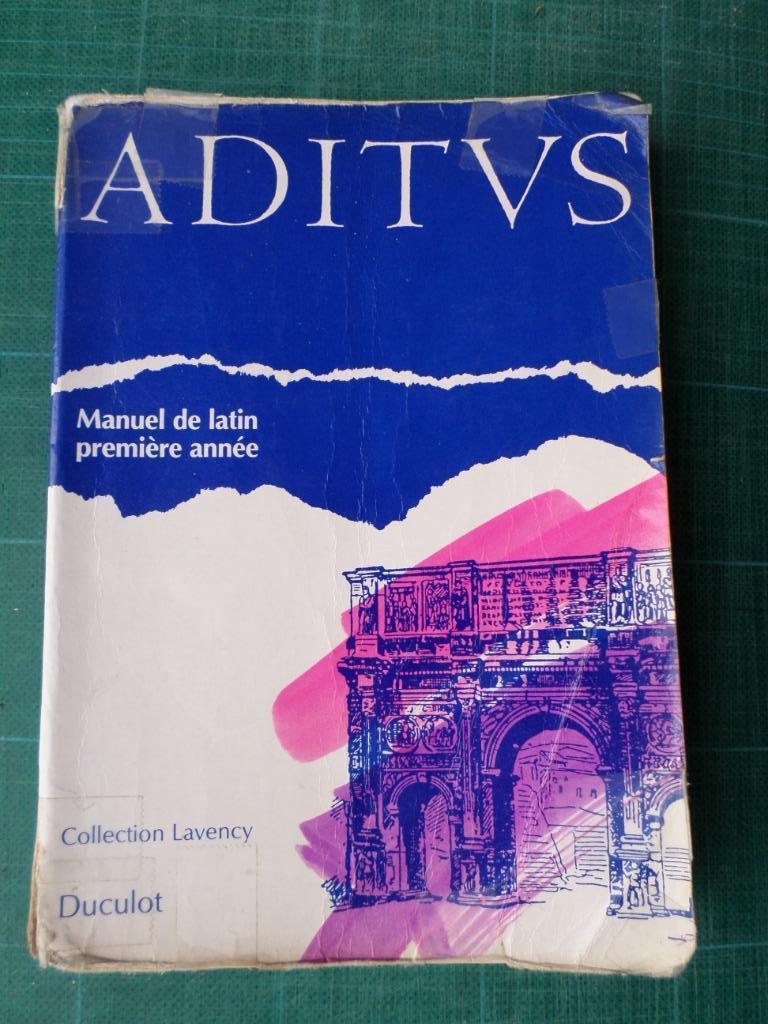 ADITVS
Manuel de latin
première année
Collection Lavency
Duculot